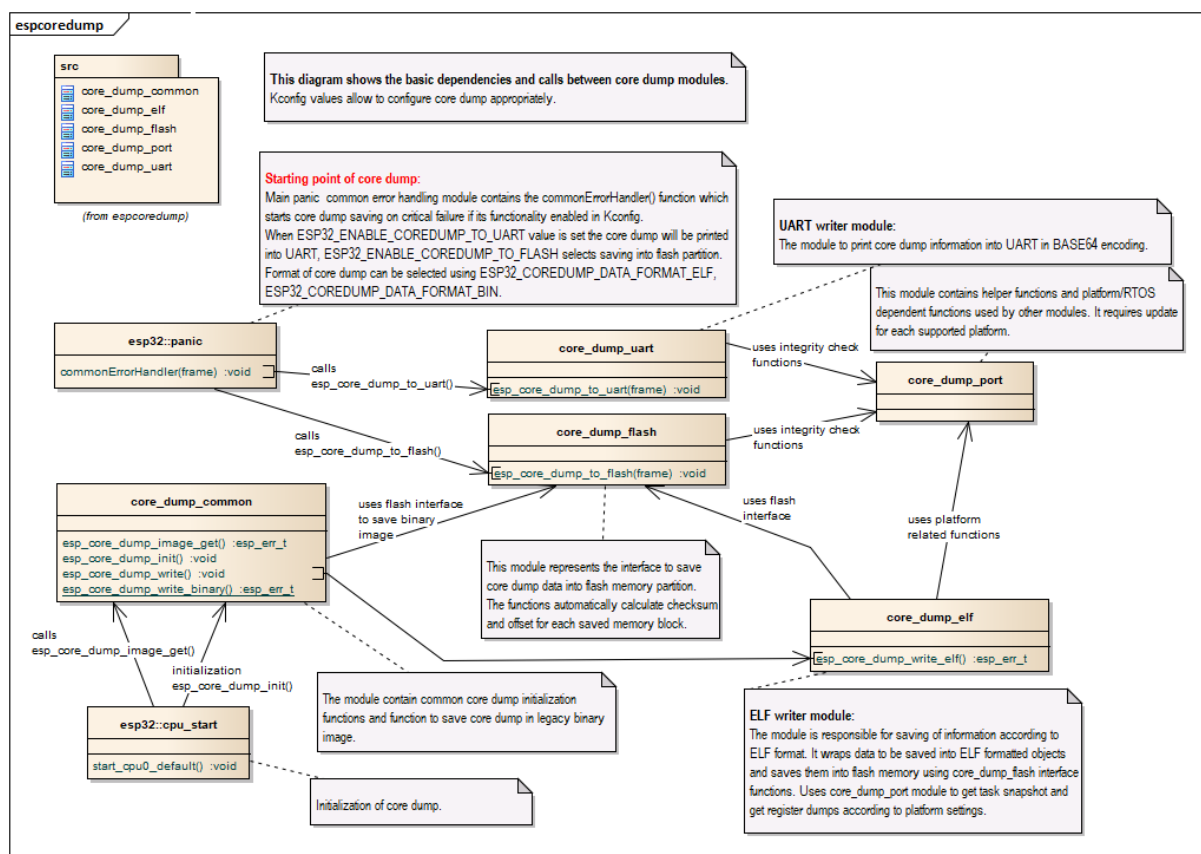 espcoredump
src
core_dump_common
core_dump_elf
core_dump_flash
core_dump_port
core_dump_uart
(from espcoredump)
This diagram shows the basic dependencies and calls between core dump modules.
Kconfig values allow to configure core dump appropriately.
Starting point of core dump:
Main panic common error handling module contains the commonErrorHandler() function which
starts core dump saving on critical failure if its functionality enabled in Kconfig.
When ESP32_ENABLE_COREDUMP_TO_UART value is set the core dump will be printed
into UART, ESP32_ENABLE_COREDUMP_TO_FLASH selects saving into flash partition.
Format of core dump can be selected using ESP32_COREDUMP_DATA_FORMAT_ELF,
ESP32_COREDUMP_DATA_FORMAT_BIN.
UART writer module:
The module to print core dump information into UART in BASE64 encoding.
This module contains helper functions and platform/RTOS
dependent functions used by other modules. It requires update
for each supported platform.
esp32::panic
commonErrorHandler(frame) :void
calls
esp_core_dump_to_uart()
core_dump_uart
esp_core_dump_to_uart(frame) :void
uses integrity check
functions
core_dump_port
calls
esp_core_dump_to_flash()
core_dump_flash
esp_core_dump_to_flash(frame) :void
uses integrity check
functions
core_dump_common
esp_core_dump_image_get() :esp_err_t
esp_core_dump_init() :void
esp_core_dump_write() :void
esp_core_dump_write_binary() :esp_err_t
uses flash interface
to save binary
image
uses flash
interface
uses platform
related functions
This module represents the interface to save
core dump data into flash memory partition.
The functions automatically calculate checksum
and offset for each saved memory block.
core_dump_elf
esp_core_dump_write_elf() :esp_err_t
calls
esp_core_dump_image_get()
initialization
esp_core_dump_init()
The module contain common core dump initialization
functions and function to save core dump in legacy binary
image.
esp32::cpu_start
start_cpu0_default() :void
Initialization of core dump.
ELF writer module:
The module is responsible for saving of information according to
ELF format. It wraps data to be saved into ELF formatted objects
and saves them into flash memory using core_dump_flash interface
functions. Uses core_dump_port module to get task snapshot and
get register dumps according to platform settings.